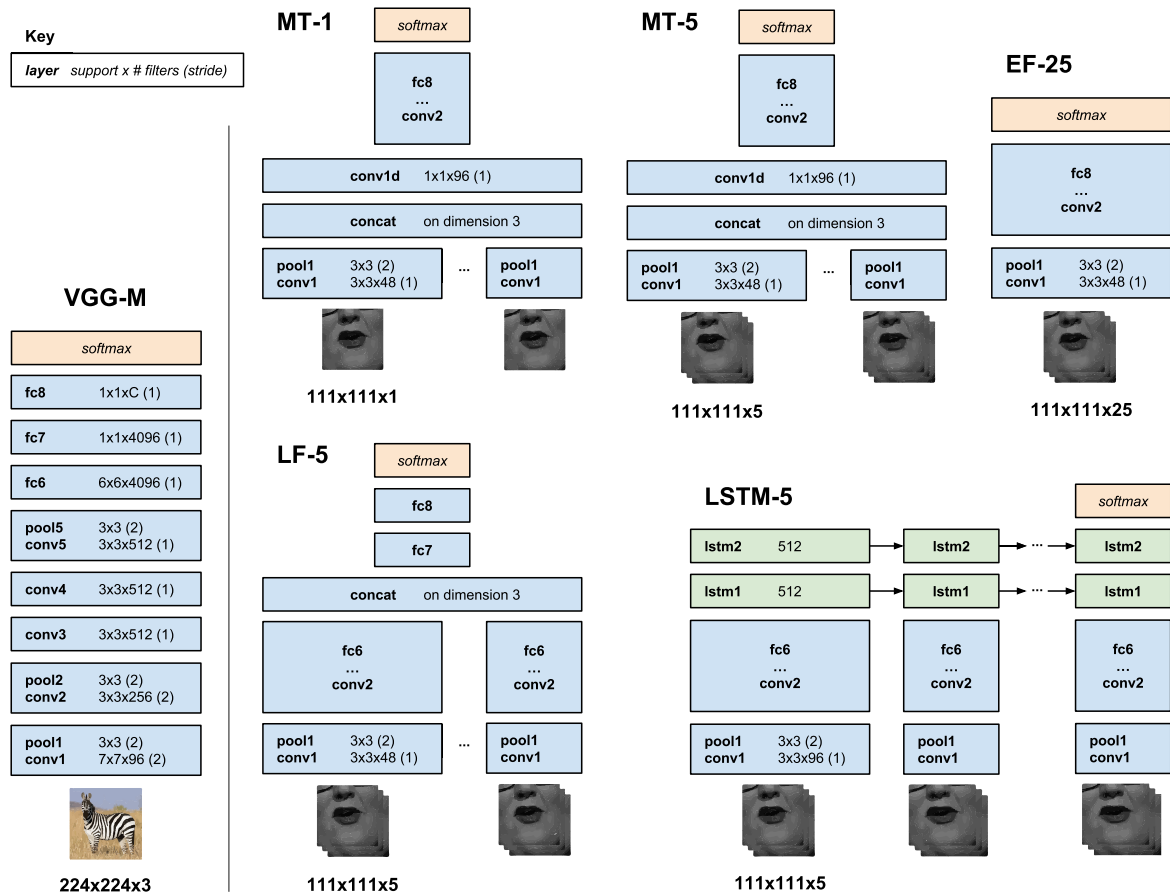 Key
layer support x # filters (stride)
VGG-M
softmax
fc8 1x1xC (1)
fc7 1x1x4096 (1)
fc6 6x6x4096 (1)
pool5 3x3 (2)
conv5 3x3x512 (1)
conv4 3x3x512 (1)
conv3 3x3x512 (1)
pool2 3x3 (2)
conv2 3x3x256 (2)
pool1 3x3 (2)
conv1 7x7x96 (2)
224x224x3
MT-1
softmax
fc8
...
conv2
conv1d 1x1x96 (1)
concat on dimension 3
pool1 3x3 (2) ... pool1
conv1 3x3x48 (1) conv1
111x111x1
MT-5
softmax
fc8
...
conv2
conv1d 1x1x96 (1)
concat on dimension 3
pool1 3x3 (2) ... pool1
conv1 3x3x48 (1) conv1
111x111x5
EF-25
softmax
fc8
...
conv2
pool1 3x3 (2)
conv1 3x3x48 (1)
111x111x25
LF-5
softmax
fc8
fc7
concat on dimension 3
fc6 fc6
... ...
conv2 conv2
pool1 3x3 (2) ... pool1
conv1 3x3x48 (1) conv1
111x111x5
LSTM-5
softmax
lstm2 512 lstm2 ... lstm2
lstm1 512 lstm1 ... lstm1
fc6 fc6 fc6
... ... ...
conv2 conv2 conv2
pool1 3x3 (2) pool1 pool1
conv1 3x3x96 (1) conv1 conv1
111x111x5